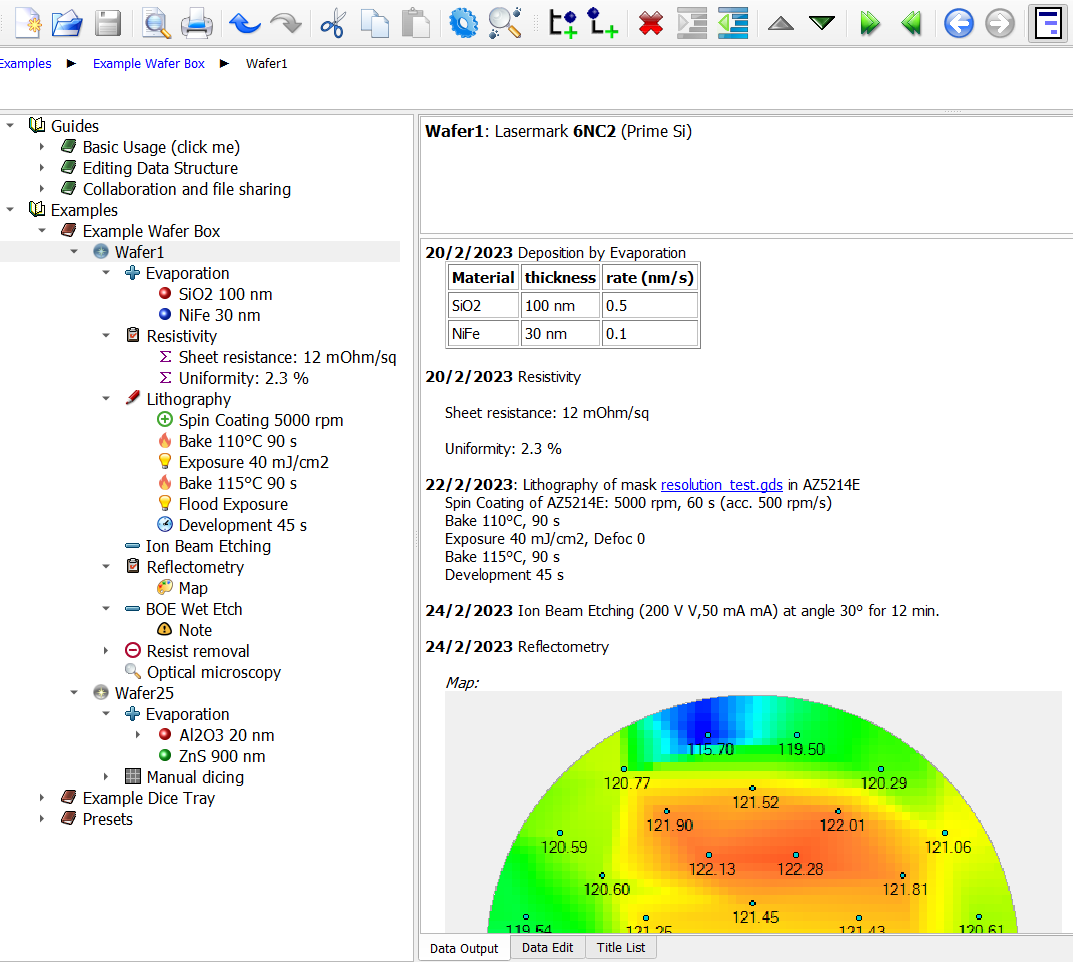 Examples ▶ Example Wafer Box ▶ Wafer1
Guides
Basic Usage (click me)
Editing Data Structure
Collaboration and file sharing
Examples
Example Wafer Box
Wafer1
Evaporation
SiO2 100 nm
NiFe 30 nm
Resistivity
Σ Sheet resistance: 12 mOhm/sq
Σ Uniformity: 2.3 %
Lithography
Spin Coating 5000 rpm
Bake 110°C 90 s
Exposure 40 mJ/cm2
Bake 115°C 90 s
Flood Exposure
Development 45 s
Ion Beam Etching
Reflectometry
Map
BOE Wet Etch
Note
Resist removal
Optical microscopy
Wafer25
Evaporation
Al2O3 20 nm
ZnS 900 nm
Manual dicing
Example Dice Tray
Presets
Wafer1: Lasermark 6NC2 (Prime Si)
20/2/2023 Deposition by Evaporation
Material thickness rate (nm/s)
SiO2 100 nm 0.5
NiFe 30 nm 0.1
20/2/2023 Resistivity
Sheet resistance: 12 mOhm/sq
Uniformity: 2.3 %
22/2/2023: Lithography of mask resolution_test.gds in AZ5214E
Spin Coating of AZ5214E: 5000 rpm, 60 s (acc. 500 rpm/s)
Bake 110°C, 90 s
Exposure 40 mJ/cm2, Defoc 0
Bake 115°C, 90 s
Development 45 s
24/2/2023 Ion Beam Etching (200 V V,50 mA mA) at angle 30° for 12 min.
24/2/2023 Reflectometry
Map:
115.70 119.50
120.77 120.29
121.52
121.90 122.01
120.59 121.06
122.13 122.28
120.60 121.81
121.45
119.54 121.25 121.43 120.61
Data Output Data Edit Title List